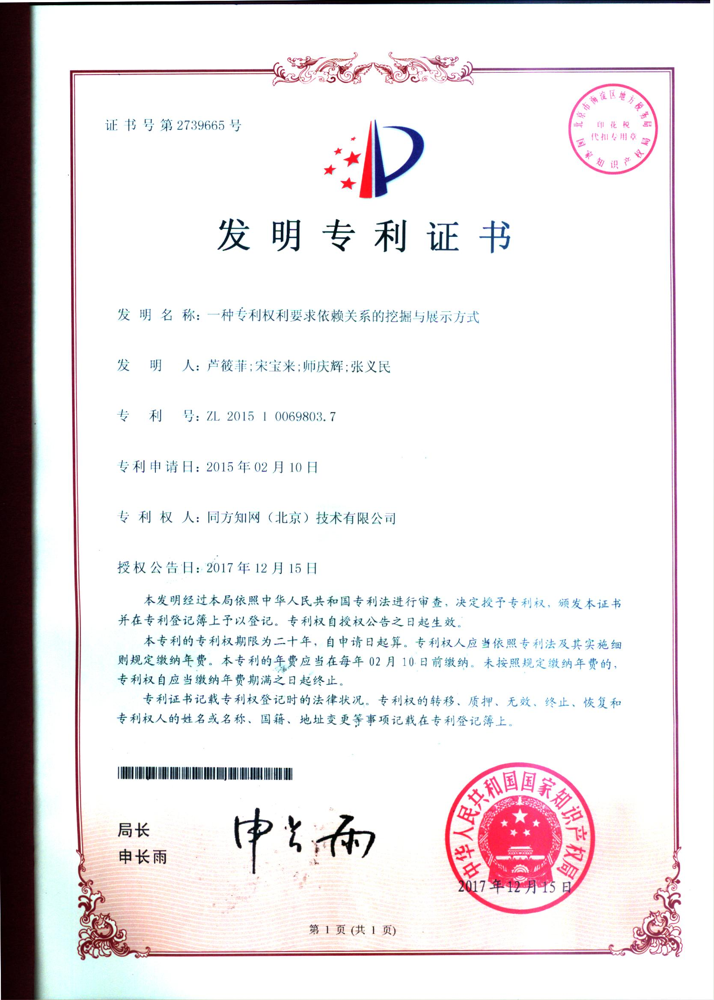 证书号第2739665号
北京市海淀区地方税务局
印花税
代扣专用章
国家知识产权局
发明专利证书
发明名称：一种专利权利要求依赖关系的挖掘与展示方式
发明人：芦筱菲;宋宝来;师庆辉;张义民
专利号：ZL 2015 1 0069803.7
专利申请日：2015年02月10日
专利权人：同方知网（北京）技术有限公司
授权公告日：2017年12月15日
本发明经过本局依照中华人民共和国专利法进行审查，决定授予专利权，颁发本证书
并在专利登记簿上予以登记。专利权自授权公告之日起生效。
本专利的专利权期限为二十年，自申请日起算。专利权人应当依照专利法及其实施细
则规定缴纳年费。本专利的年费应当在每年02月10日前缴纳。未按照规定缴纳年费的，
专利权自应当缴纳年费期满之日起终止。
专利证书记载专利权登记时的法律状况。专利权的转移、质押、无效、终止、恢复和
专利权人的姓名或名称、国籍、地址变更等事项记载在专利登记簿上。
局长
申长雨
申长雨
中华人民共和国国家知识产权局
2017年12月15日
第 1 页 (共 1 页)